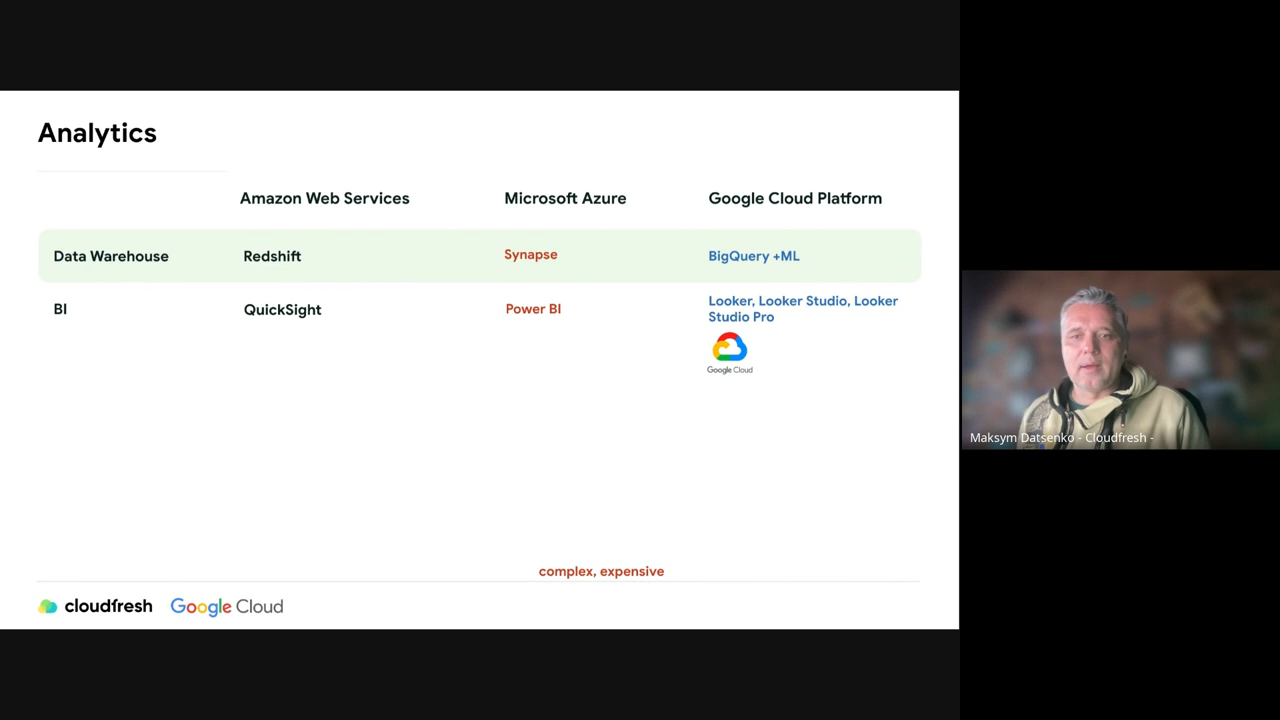 Analytics
Amazon Web Services Microsoft Azure Google Cloud Platform
Data Warehouse Redshift Synapse BigQuery +ML
BI QuickSight Power BI Looker, Looker Studio, Looker
Studio Pro
Google Cloud
complex, expensive
cloudfresh Google Cloud
Maksym Datsenko - Cloudfresh -